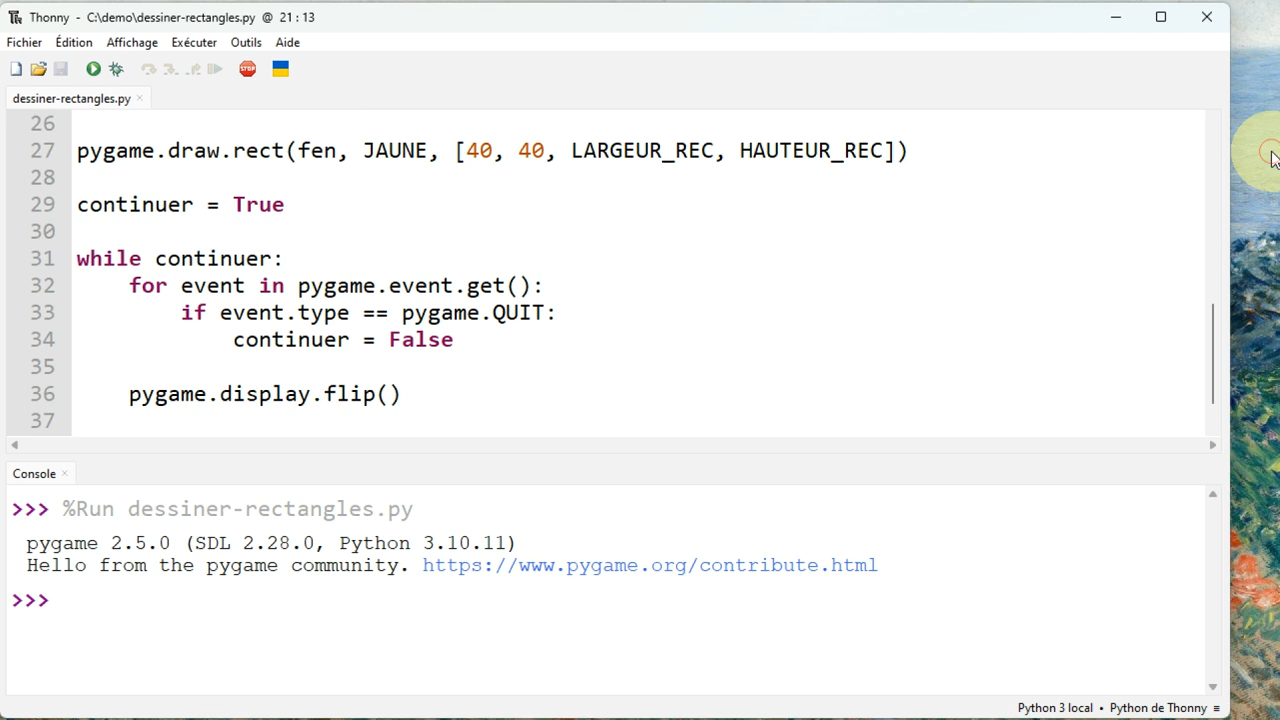 Thonny - C:\demo\dessiner-rectangles.py @ 21 : 13
Fichier Édition Affichage Exécuter Outils Aide
STOP
dessiner-rectangles.py ×
26
27 pygame.draw.rect(fen, JAUNE, [40, 40, LARGEUR_REC, HAUTEUR_REC])
28
29 continuer = True
30
31 while continuer:
32 for event in pygame.event.get():
33 if event.type == pygame.QUIT:
34 continuer = False
35
36 pygame.display.flip()
37
Console ×
>>> %Run dessiner-rectangles.py
pygame 2.5.0 (SDL 2.28.0, Python 3.10.11)
Hello from the pygame community. https://www.pygame.org/contribute.html
>>>
Python 3 local • Python de Thonny ≡